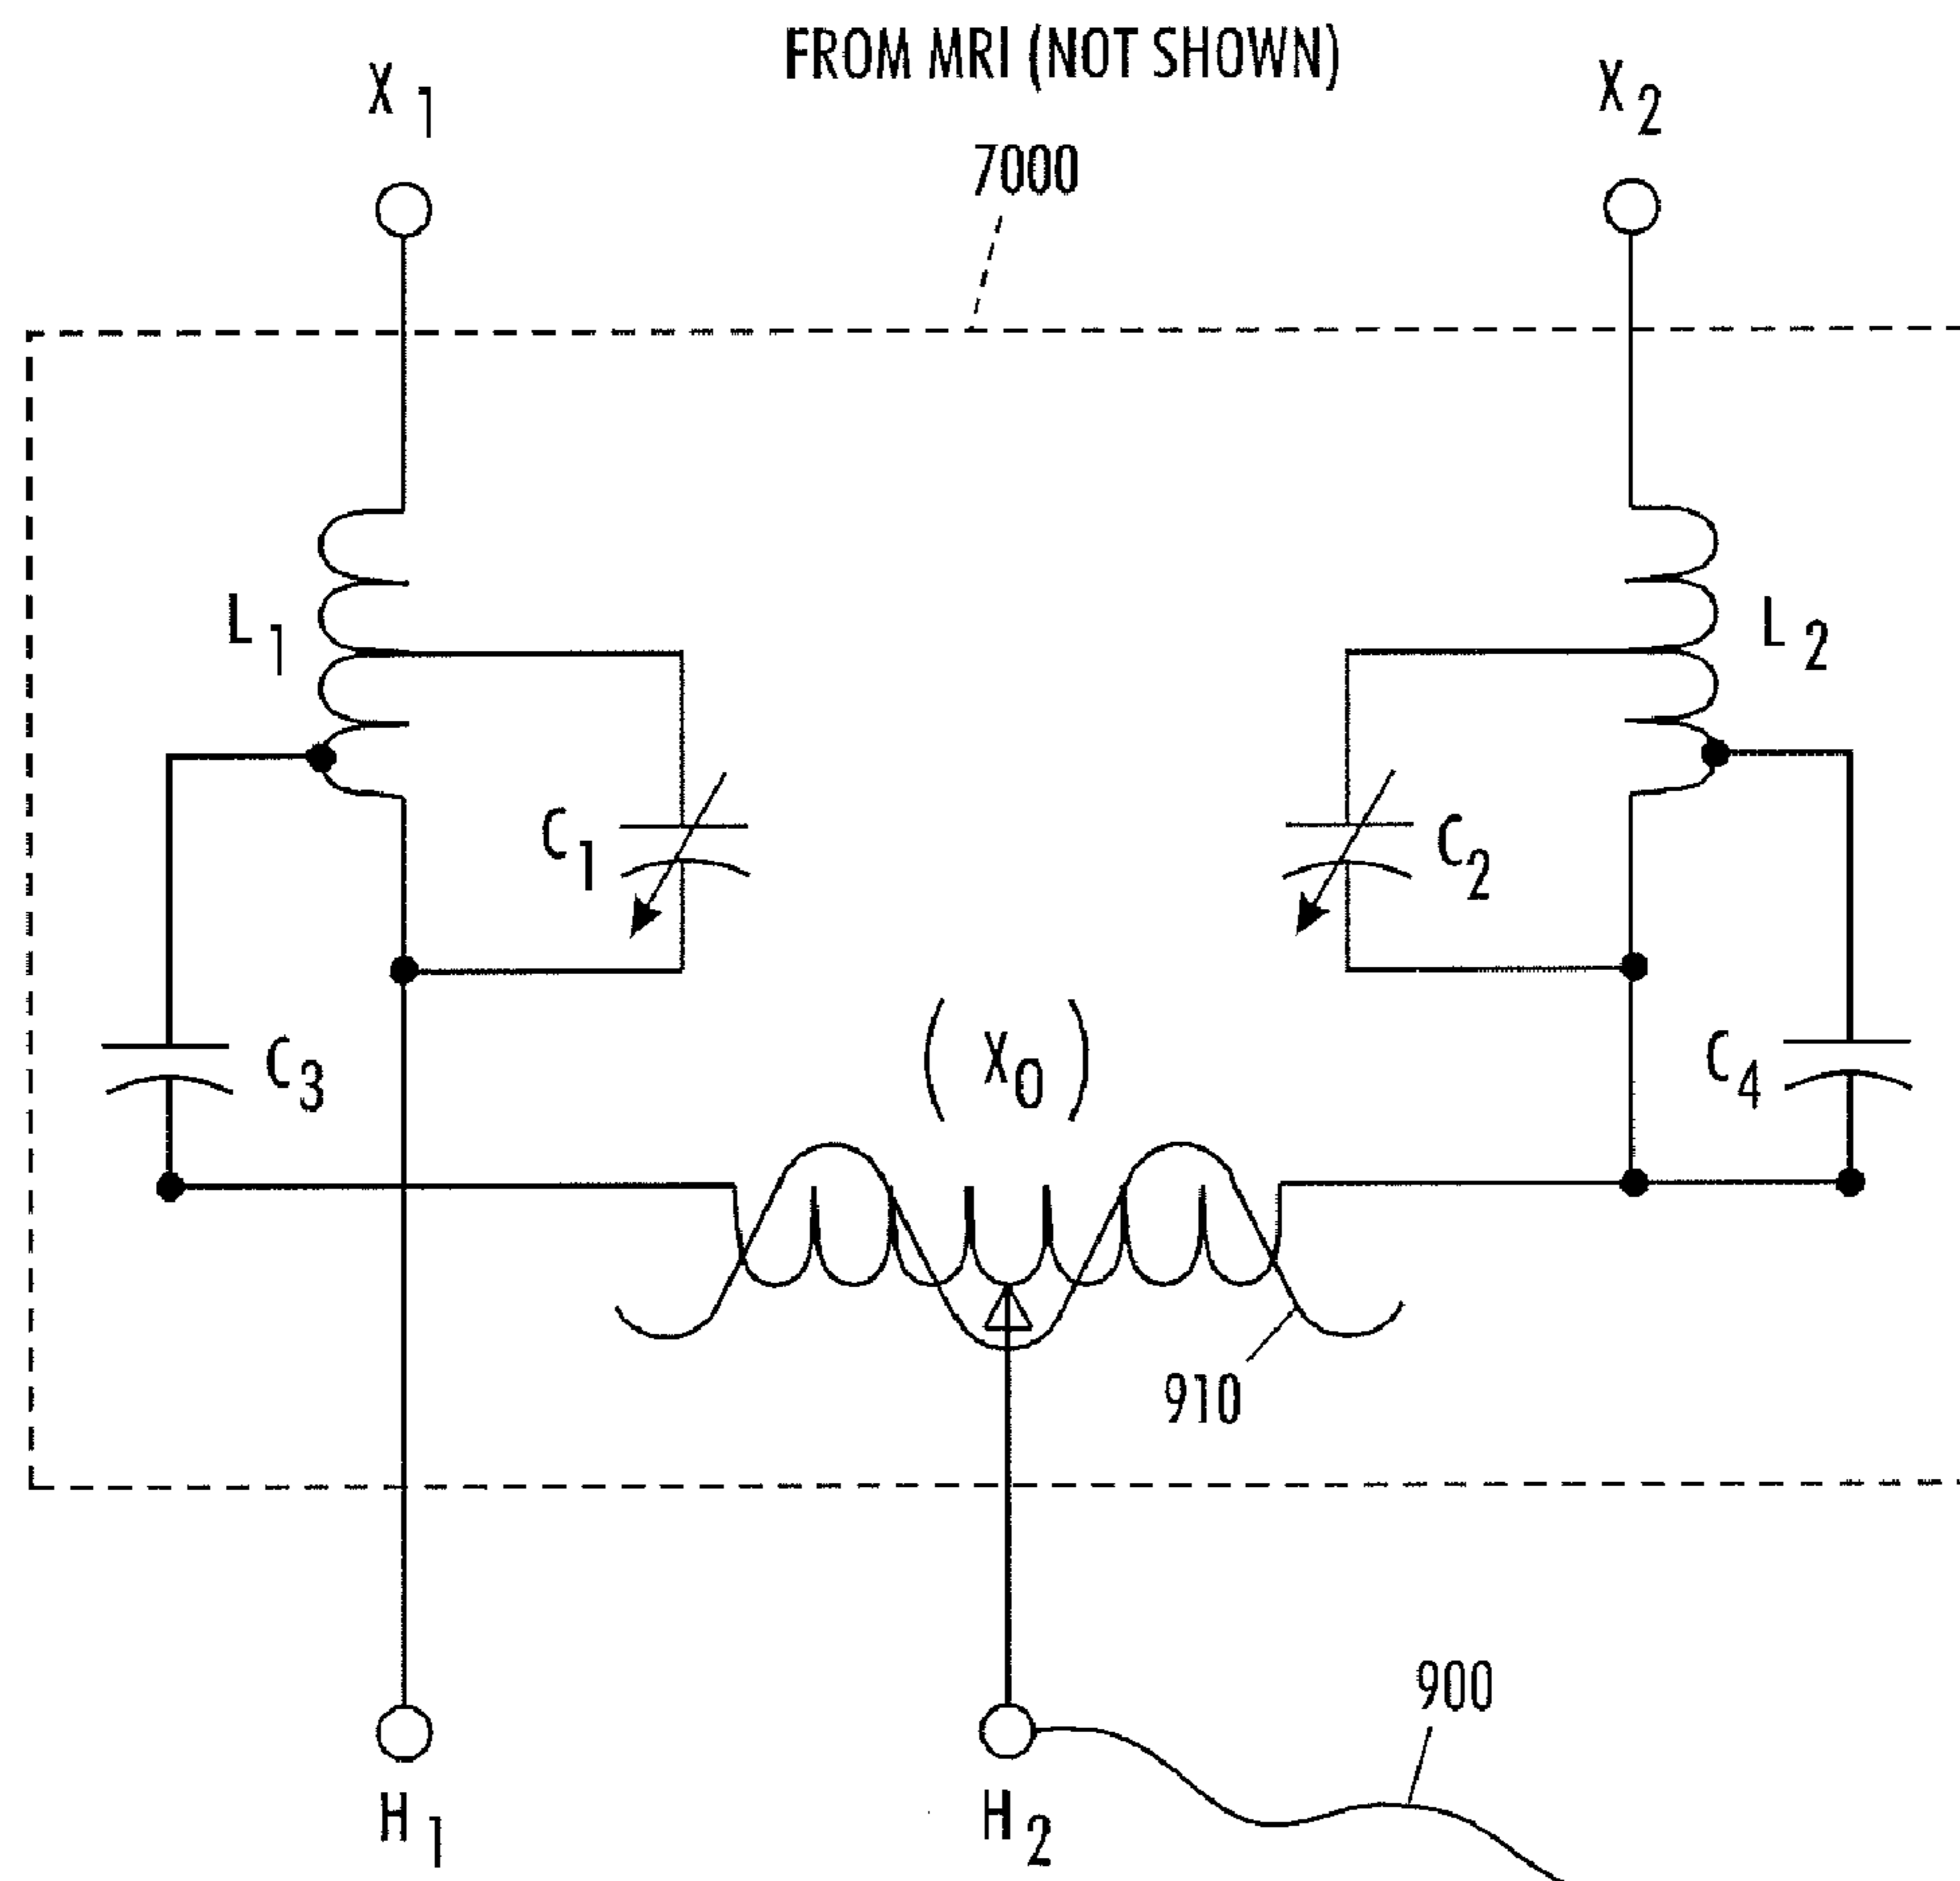 FROM MRI (NOT SHOWN)
X1
X2
7000
L1
L2
C1
C2
(X0)
C3
C4
910
900
H1
H2